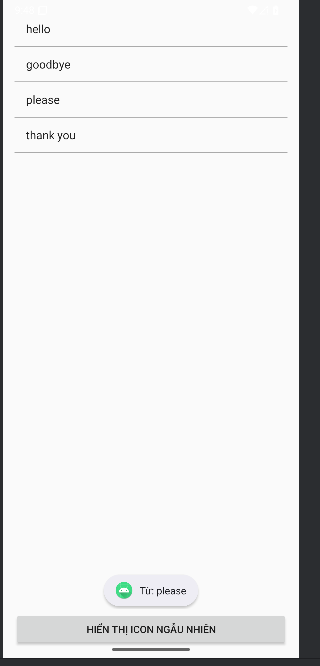 hello
goodbye
please
thank you
Từ: please
HIỂN THỊ ICON NGẪU NHIÊN